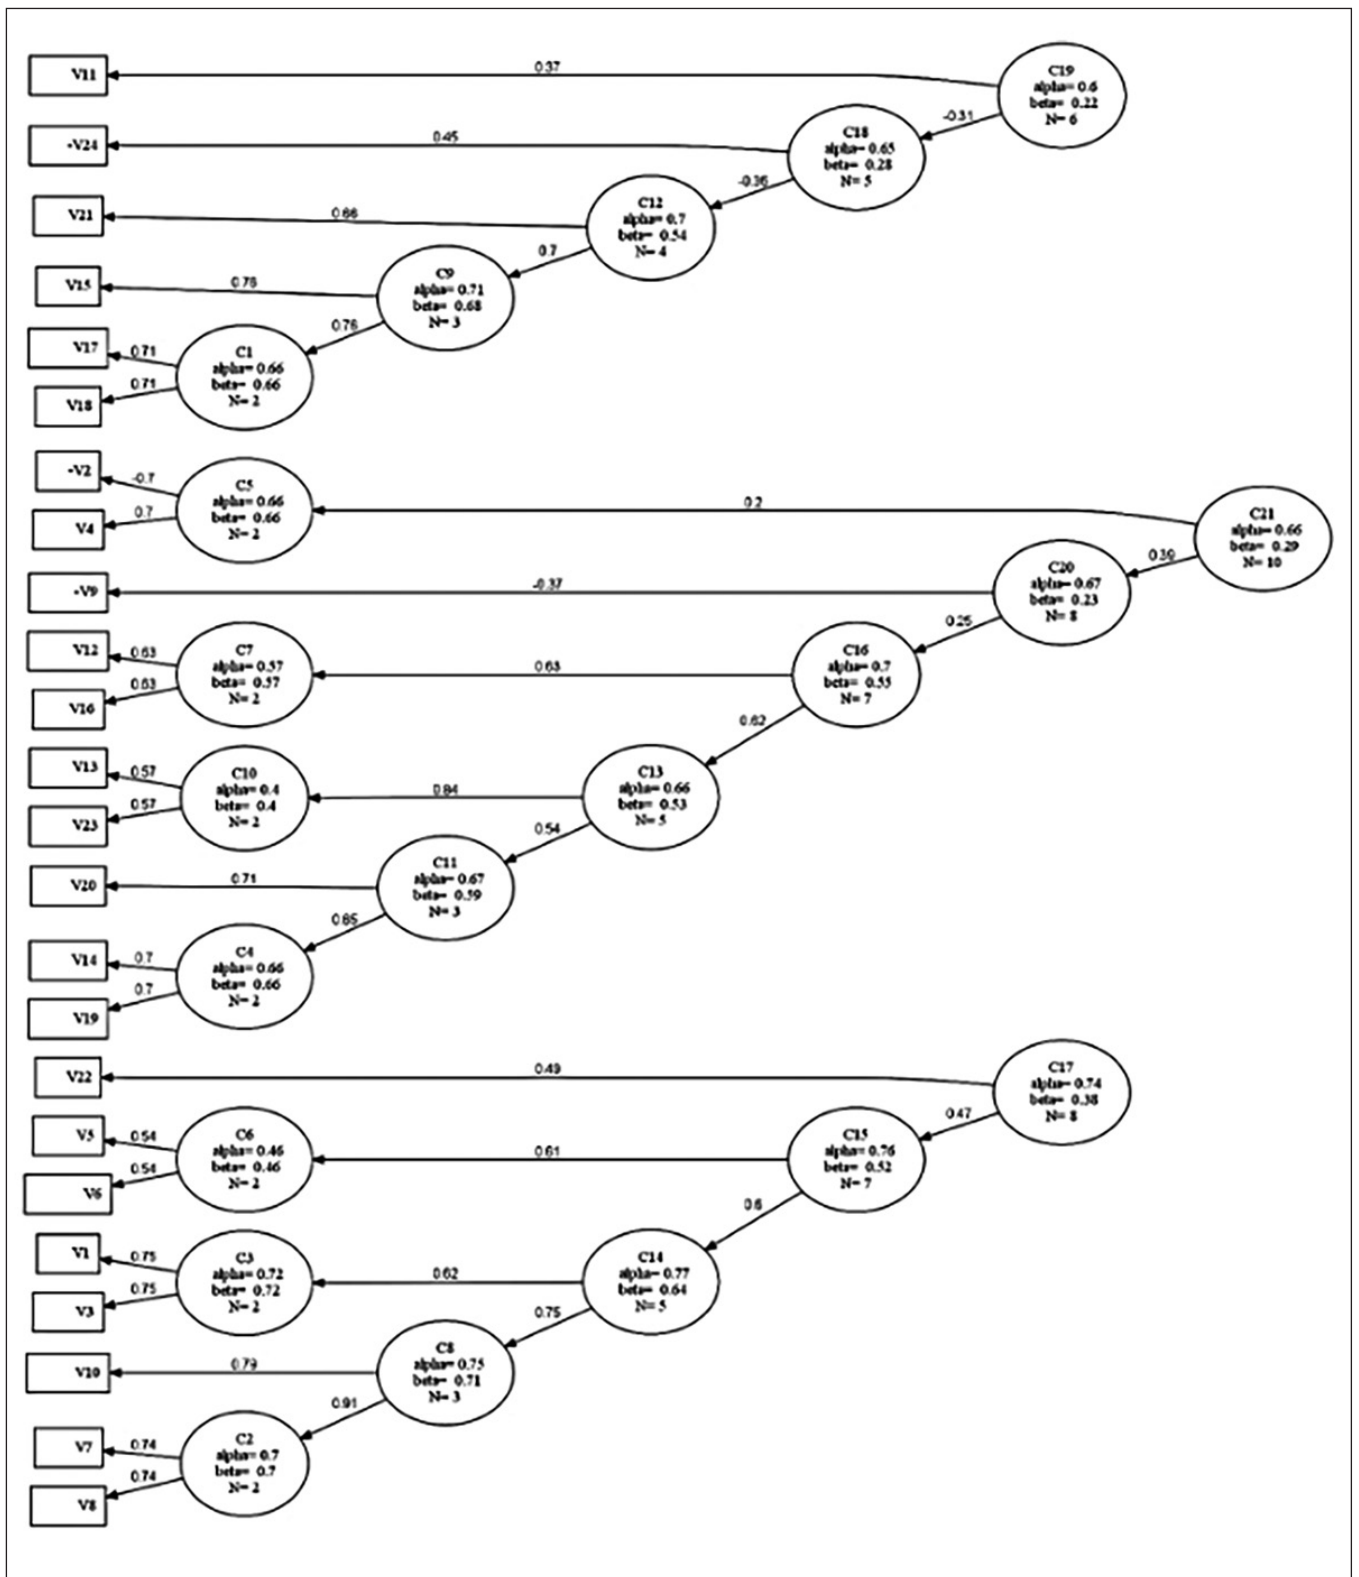 V11
0.37
C19
alpha= 0.6
beta= 0.22
N= 6
-0.31
-V24
0.45
C18
alpha= 0.65
beta= 0.28
N= 5
-0.36
V21
0.66
C12
alpha= 0.7
beta= 0.54
N= 4
0.7
V15
0.76
C9
alpha= 0.71
beta= 0.68
N= 3
0.76
V17
0.71
C1
alpha= 0.66
beta= 0.66
N= 2
V18
0.71
-V2
-0.7
C5
alpha= 0.66
beta= 0.66
N= 2
V4
0.7
0.2
C21
alpha= 0.66
beta= 0.29
N= 10
0.39
-V9
-0.37
C20
alpha= 0.67
beta= 0.23
N= 8
0.25
V12
0.63
C7
alpha= 0.57
beta= 0.57
N= 2
V16
0.63
0.63
C16
alpha= 0.7
beta= 0.55
N= 7
0.62
V13
0.57
C10
alpha= 0.4
beta= 0.4
N= 2
V23
0.57
0.84
C13
alpha= 0.66
beta= 0.53
N= 5
0.54
V20
0.71
C11
alpha= 0.67
beta= 0.59
N= 3
0.65
V14
0.7
C4
alpha= 0.66
beta= 0.66
N= 2
V19
0.7
V22
0.49
C17
alpha= 0.74
beta= 0.38
N= 8
0.47
V5
0.54
C6
alpha= 0.46
beta= 0.46
N= 2
V6
0.54
0.61
C15
alpha= 0.76
beta= 0.52
N= 7
0.6
V1
0.75
C3
alpha= 0.72
beta= 0.72
N= 2
V3
0.75
0.62
C14
alpha= 0.77
beta= 0.64
N= 5
0.75
V10
0.79
C8
alpha= 0.75
beta= 0.71
N= 3
0.91
V7
0.74
C2
alpha= 0.7
beta= 0.7
N= 2
V8
0.74